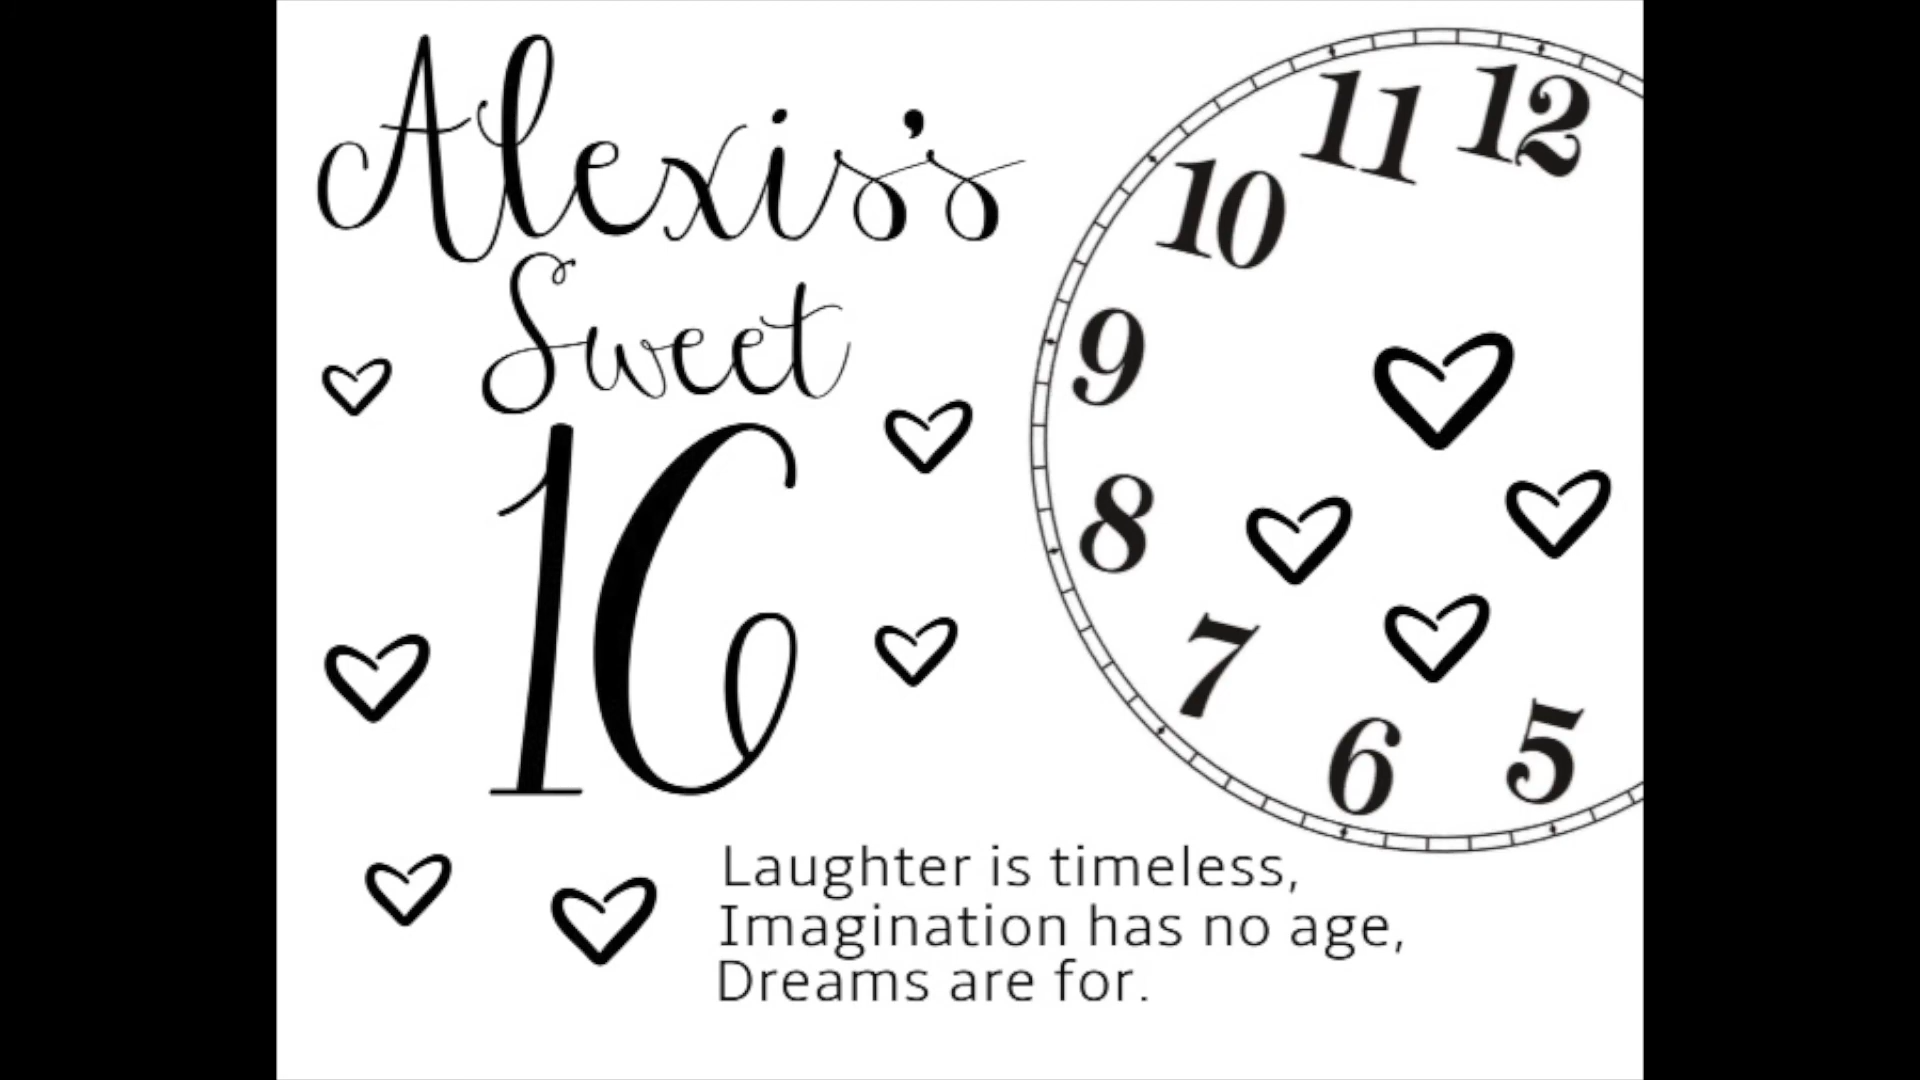 Alexis's
Sweet
16
11 12
10
9
8
7
6
5
Laughter is timeless,
Imagination has no age,
Dreams are for.